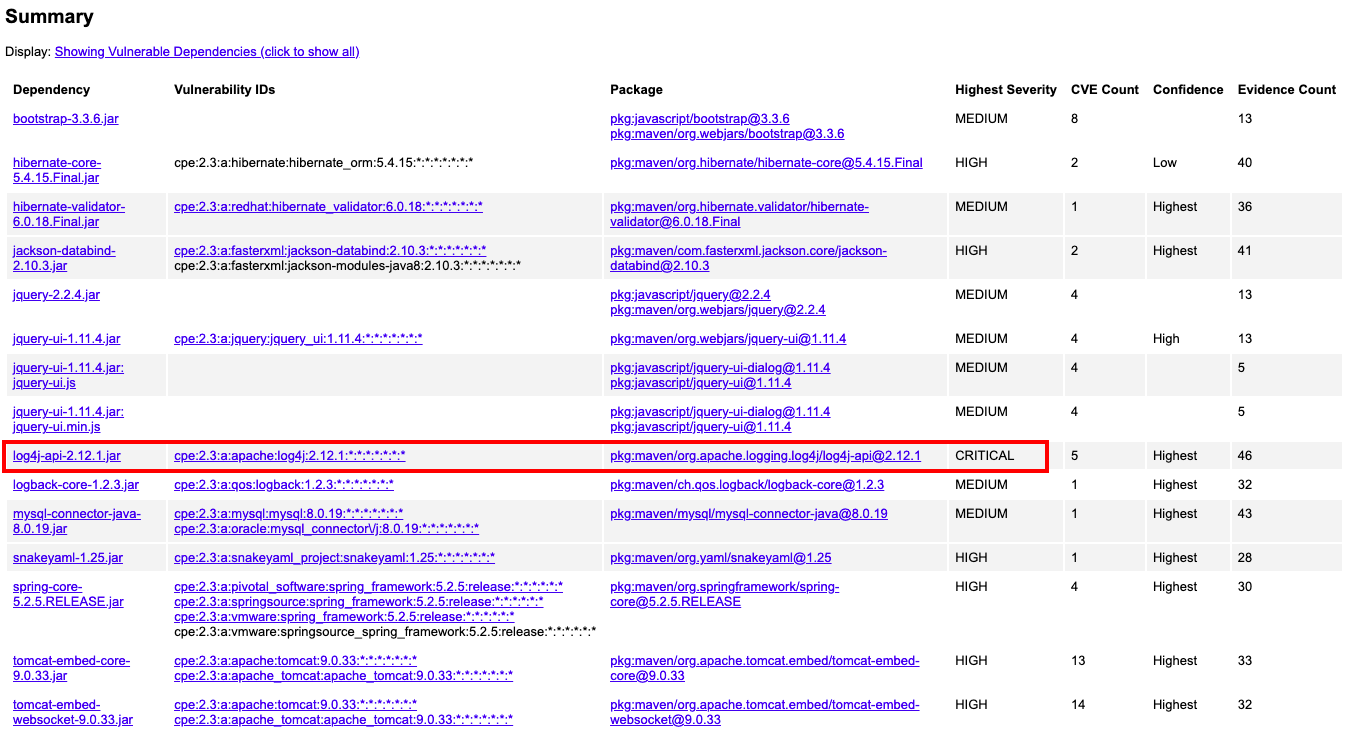 Summary
Display: Showing Vulnerable Dependencies (click to show all)
Dependency Vulnerability IDs Package Highest Severity CVE Count Confidence Evidence Count
bootstrap-3.3.6.jar pkg:javascript/bootstrap@3.3.6 MEDIUM 8 13
pkg:maven/org.webjars/bootstrap@3.3.6
hibernate-core- cpe:2.3:a:hibernate:hibernate_orm:5.4.15:*:*:*:*:*:*:* pkg:maven/org.hibernate/hibernate-core@5.4.15.Final HIGH 2 Low 40
5.4.15.Final.jar
hibernate-validator- cpe:2.3:a:redhat:hibernate_validator:6.0.18:*:*:*:*:*:*:* pkg:maven/org.hibernate.validator/hibernate- MEDIUM 1 Highest 36
6.0.18.Final.jar validator@6.0.18.Final
jackson-databind- cpe:2.3:a:fasterxml:jackson-databind:2.10.3:*:*:*:*:*:*:* pkg:maven/com.fasterxml.jackson.core/jackson- HIGH 2 Highest 41
2.10.3.jar cpe:2.3:a:fasterxml:jackson-modules-java8:2.10.3:*:*:*:*:*:*:* databind@2.10.3
jquery-2.2.4.jar pkg:javascript/jquery@2.2.4 MEDIUM 4 13
pkg:maven/org.webjars/jquery@2.2.4
jquery-ui-1.11.4.jar cpe:2.3:a:jquery:jquery_ui:1.11.4:*:*:*:*:*:*:* pkg:maven/org.webjars/jquery-ui@1.11.4 MEDIUM 4 High 13
jquery-ui-1.11.4.jar: pkg:javascript/jquery-ui-dialog@1.11.4 MEDIUM 4 5
jquery-ui.js pkg:javascript/jquery-ui@1.11.4
jquery-ui-1.11.4.jar: pkg:javascript/jquery-ui-dialog@1.11.4 MEDIUM 4 5
jquery-ui.min.js pkg:javascript/jquery-ui@1.11.4
log4j-api-2.12.1.jar cpe:2.3:a:apache:log4j:2.12.1:*:*:*:*:*:*:* pkg:maven/org.apache.logging.log4j/log4j-api@2.12.1 CRITICAL 5 Highest 46
logback-core-1.2.3.jar cpe:2.3:a:qos:logback:1.2.3:*:*:*:*:*:*:* pkg:maven/ch.qos.logback/logback-core@1.2.3 MEDIUM 1 Highest 32
mysql-connector-java- cpe:2.3:a:mysql:mysql:8.0.19:*:*:*:*:*:*:* pkg:maven/mysql/mysql-connector-java@8.0.19 MEDIUM 1 Highest 43
8.0.19.jar cpe:2.3:a:oracle:mysql_connector\/j:8.0.19:*:*:*:*:*:*:*
snakeyaml-1.25.jar cpe:2.3:a:snakeyaml_project:snakeyaml:1.25:*:*:*:*:*:*:* pkg:maven/org.yaml/snakeyaml@1.25 HIGH 1 Highest 28
spring-core- cpe:2.3:a:pivotal_software:spring_framework:5.2.5:release:*:*:*:*:*:* pkg:maven/org.springframework/spring- HIGH 4 Highest 30
5.2.5.RELEASE.jar cpe:2.3:a:springsource:spring_framework:5.2.5:release:*:*:*:*:*:* core@5.2.5.RELEASE
cpe:2.3:a:vmware:spring_framework:5.2.5:release:*:*:*:*:*:*
cpe:2.3:a:vmware:springsource_spring_framework:5.2.5:release:*:*:*:*:*:*
tomcat-embed-core- cpe:2.3:a:apache:tomcat:9.0.33:*:*:*:*:*:*:* pkg:maven/org.apache.tomcat.embed/tomcat-embed- HIGH 13 Highest 33
9.0.33.jar cpe:2.3:a:apache_tomcat:apache_tomcat:9.0.33:*:*:*:*:*:*:* core@9.0.33
tomcat-embed- cpe:2.3:a:apache:tomcat:9.0.33:*:*:*:*:*:*:* pkg:maven/org.apache.tomcat.embed/tomcat-embed- HIGH 14 Highest 32
websocket-9.0.33.jar cpe:2.3:a:apache_tomcat:apache_tomcat:9.0.33:*:*:*:*:*:*:* websocket@9.0.33